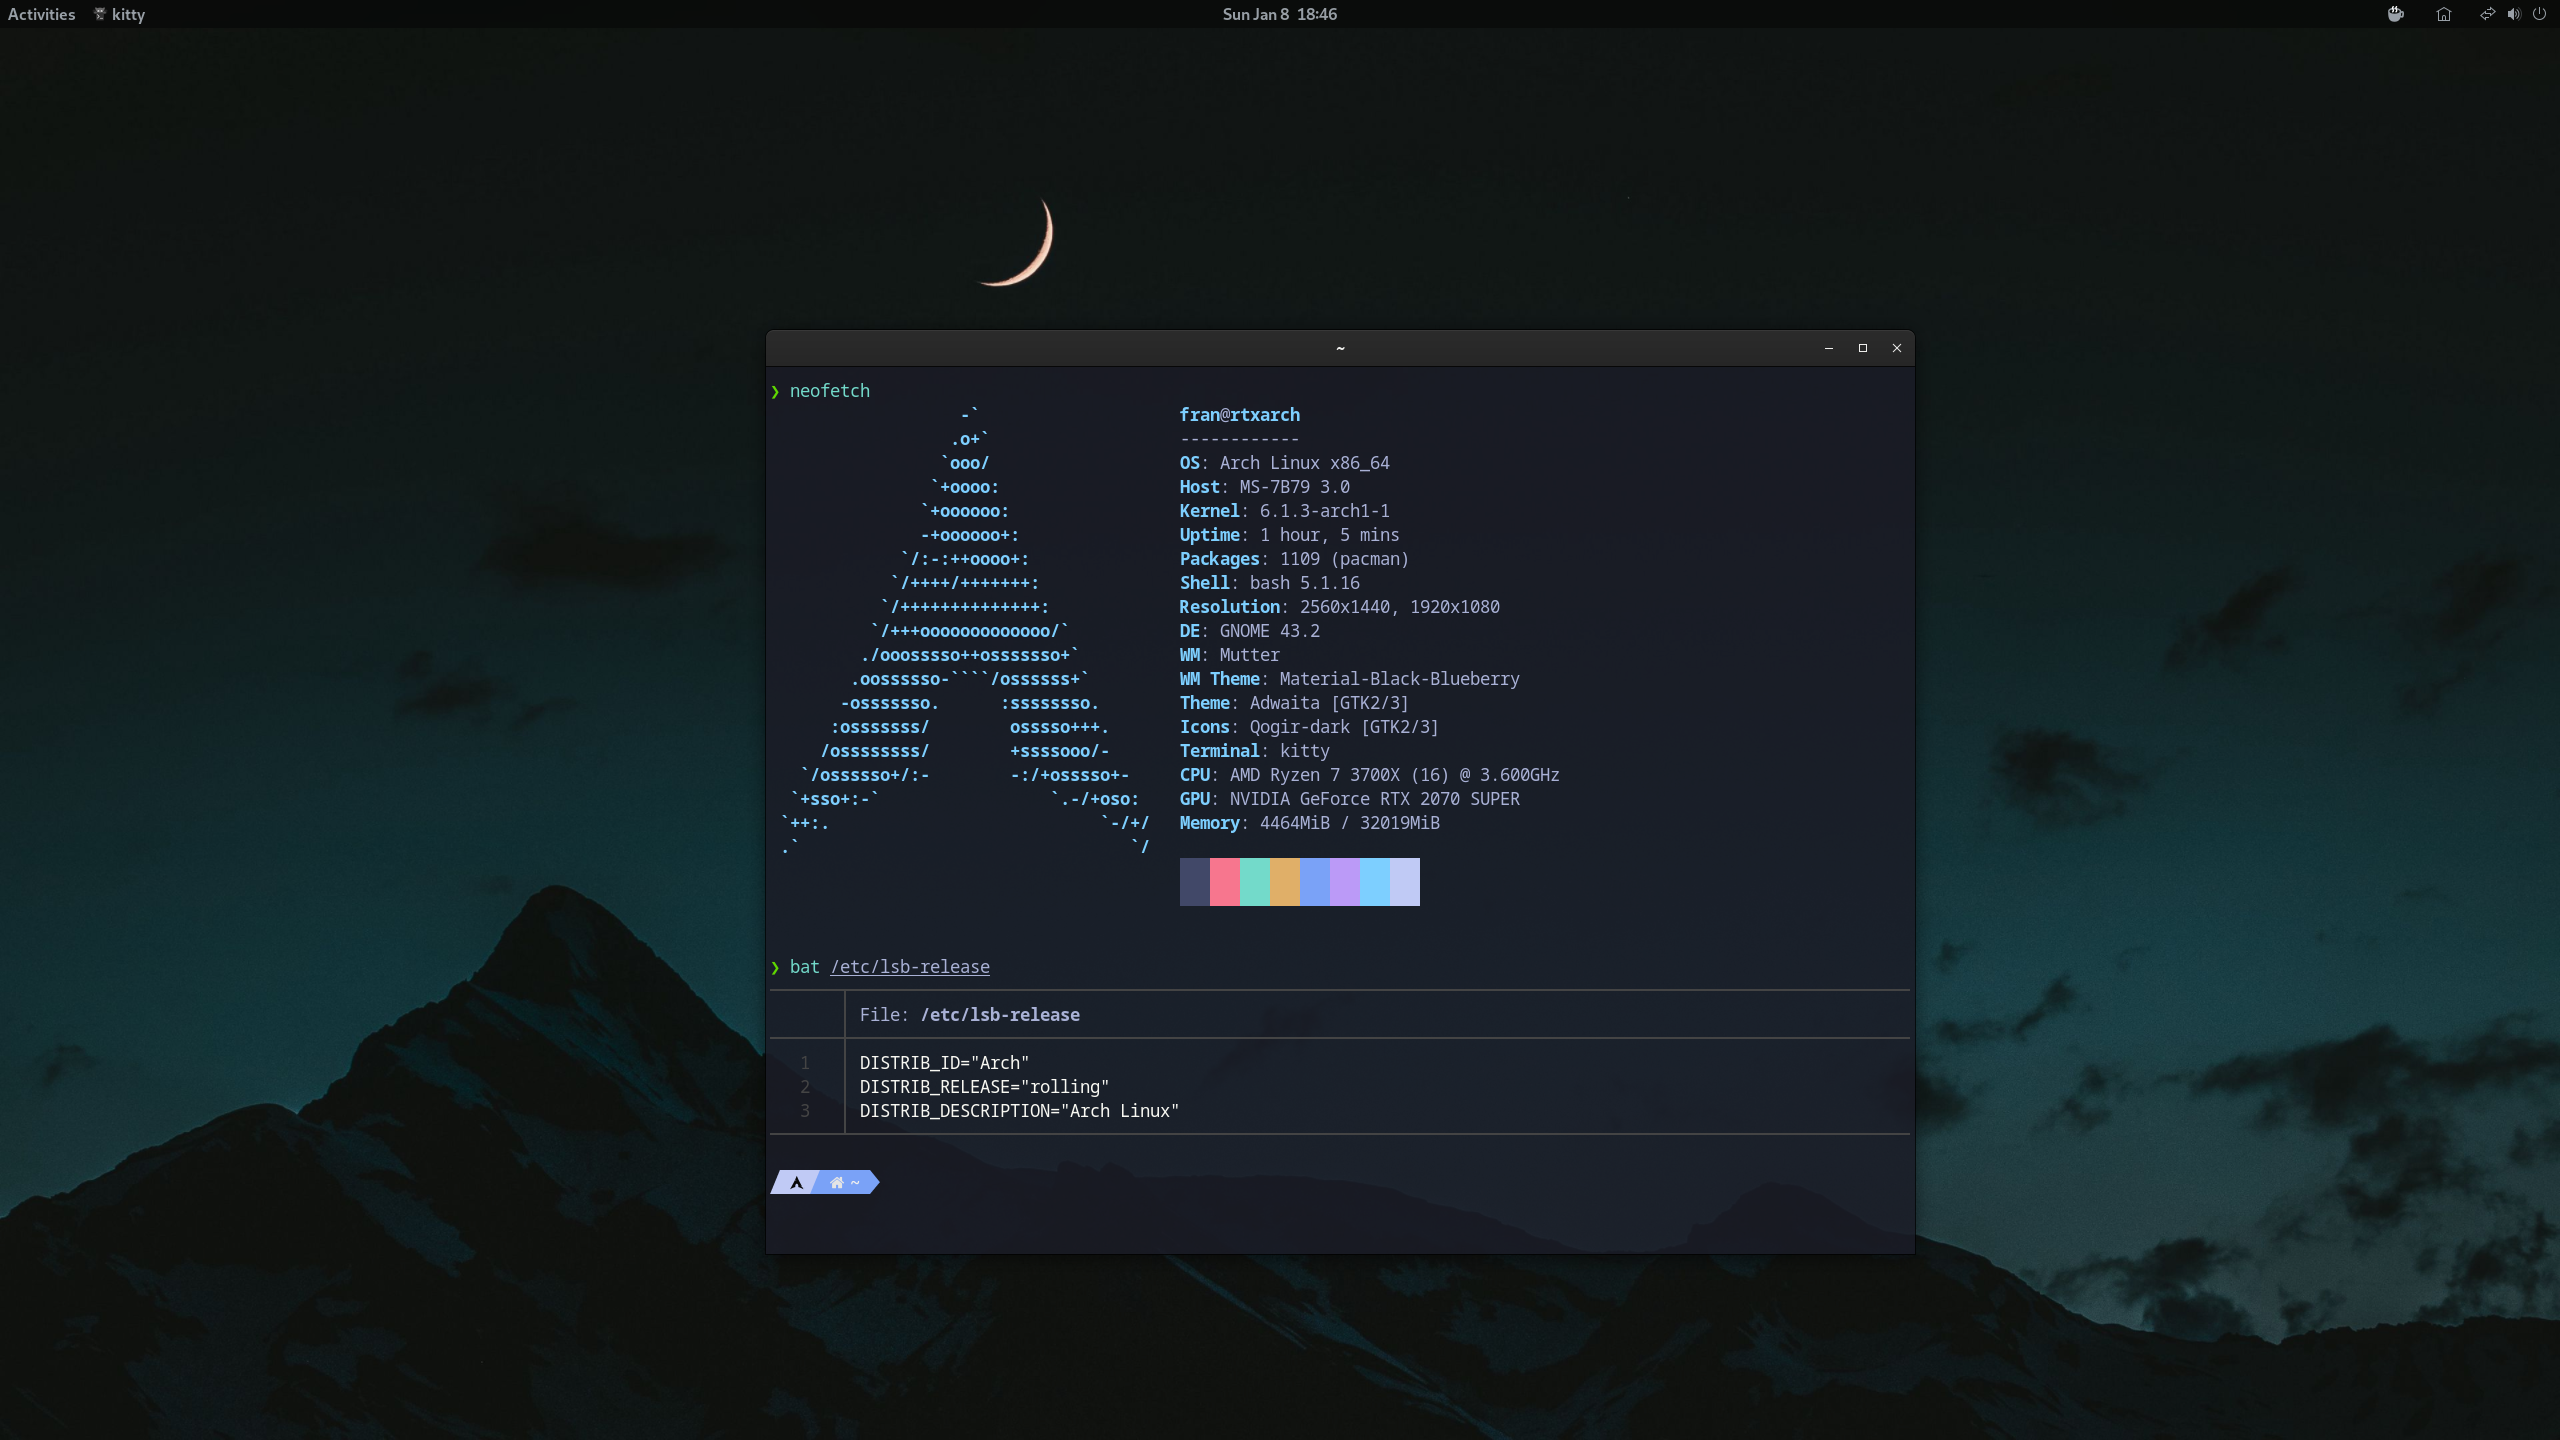 Activities kitty Sun Jan 8 18:46
~
❯ neofetch
-` fran@rtxarch
.o+` ------------
`ooo/ OS: Arch Linux x86_64
`+oooo: Host: MS-7B79 3.0
`+oooooo: Kernel: 6.1.3-arch1-1
-+oooooo+: Uptime: 1 hour, 5 mins
`/:-:++oooo+: Packages: 1109 (pacman)
`/++++/+++++++: Shell: bash 5.1.16
`/++++++++++++++: Resolution: 2560x1440, 1920x1080
`/+++ooooooooooooo/` DE: GNOME 43.2
./ooosssso++osssssso+` WM: Mutter
.oossssso-````/ossssss+` WM Theme: Material-Black-Blueberry
-osssssso. :ssssssso. Theme: Adwaita [GTK2/3]
:osssssss/ osssso+++. Icons: Qogir-dark [GTK2/3]
/ossssssss/ +ssssooo/- Terminal: kitty
`/ossssso+/:- -:/+osssso+- CPU: AMD Ryzen 7 3700X (16) @ 3.600GHz
`+sso+:-` `.-/+oso: GPU: NVIDIA GeForce RTX 2070 SUPER
`++:. `-/+/ Memory: 4464MiB / 32019MiB
.` `/
❯ bat /etc/lsb-release
File: /etc/lsb-release
1 DISTRIB_ID="Arch"
2 DISTRIB_RELEASE="rolling"
3 DISTRIB_DESCRIPTION="Arch Linux"
~